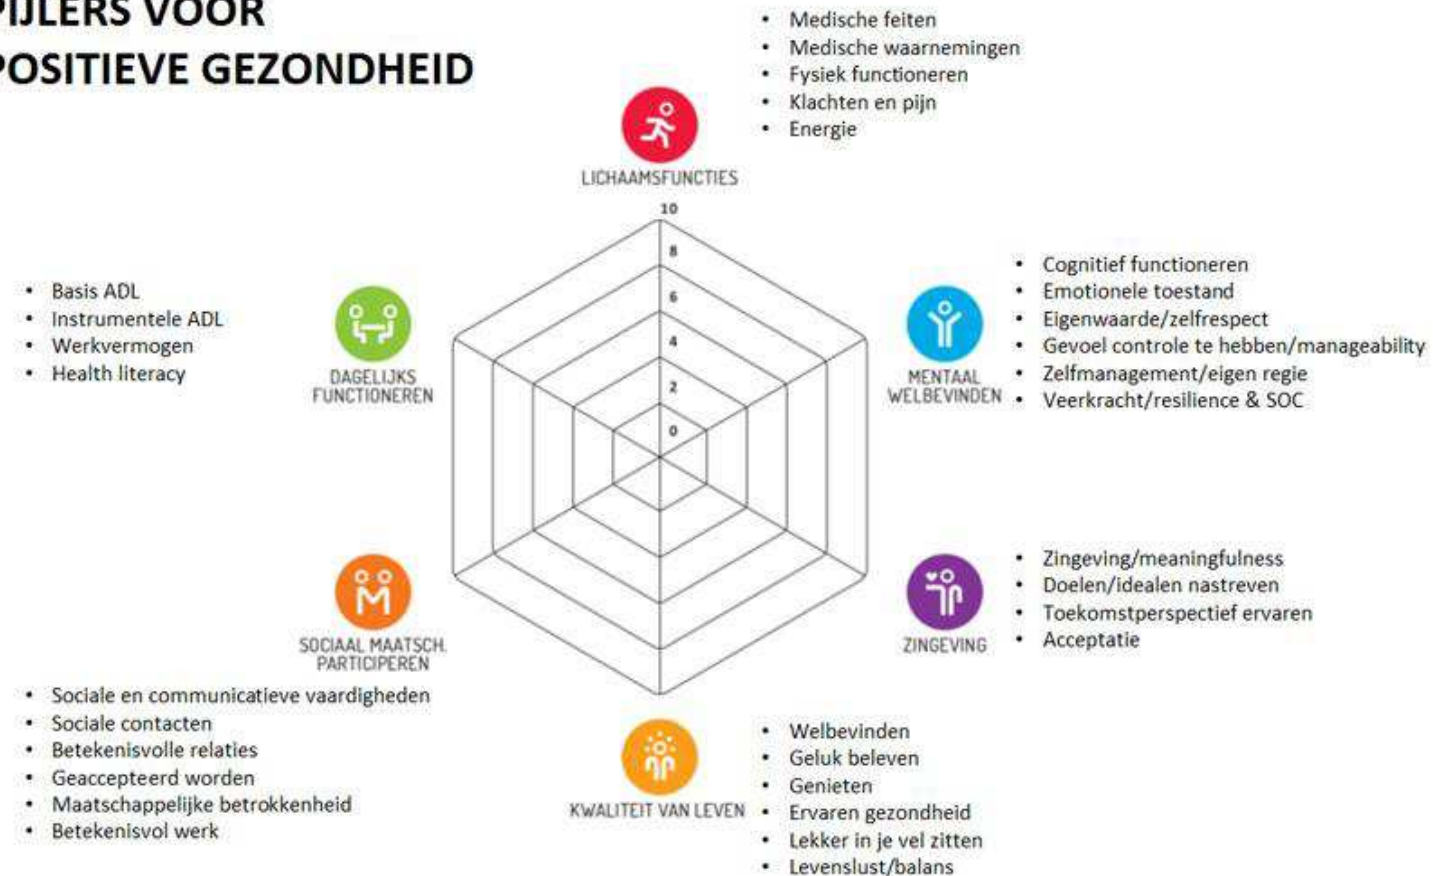 PIJLERS VOOR
POSITIEVE GEZONDHEID
• Medische feiten
• Medische waarnemingen
• Fysiek functioneren
• Klachten en pijn
• Energie
LICHAAMSFUNCTIES
10
8
6
4
2
0
• Basis ADL
• Instrumentele ADL
• Werkvermogen
• Health literacy
DAGELIJKS
FUNCTIONEREN
MENTAAL
WELBEVINDEN
• Cognitief functioneren
• Emotionele toestand
• Eigenwaarde/zelfrespect
• Gevoel controle te hebben/manageability
• Zelfmanagement/eigen regie
• Veerkracht/resilience & SOC
SOCIAAL MAATSCH.
PARTICIPEREN
• Sociale en communicatieve vaardigheden
• Sociale contacten
• Betekenisvolle relaties
• Geaccepteerd worden
• Maatschappelijke betrokkenheid
• Betekenisvol werk
ZINGEVING
• Zingeving/meaningfulness
• Doelen/idealen nastreven
• Toekomstperspectief ervaren
• Acceptatie
KWALITEIT VAN LEVEN
• Welbevinden
• Geluk beleven
• Genieten
• Ervaren gezondheid
• Lekker in je vel zitten
• Levenslust/balans